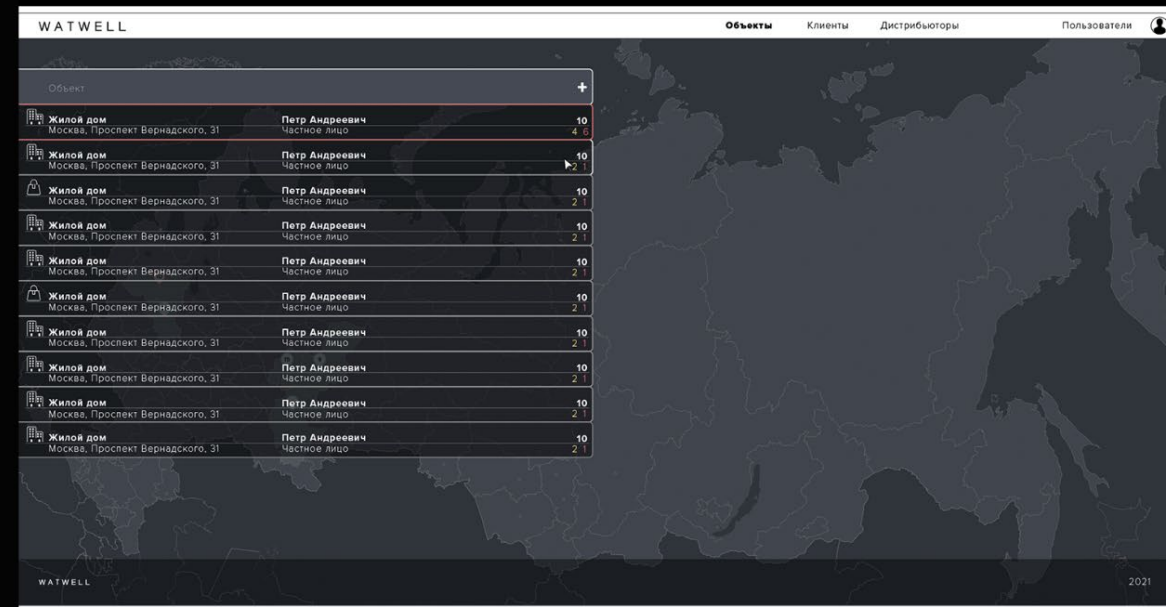 WATWELL
Объекты Клиенты Дистрибьюторы Пользователи
Объект
Жилой дом Петр Андреевич 10
Москва, Проспект Вернадского, 31 Частное лицо 4 6
Жилой дом Петр Андреевич 10
Москва, Проспект Вернадского, 31 Частное лицо 2 1
Жилой дом Петр Андреевич 10
Москва, Проспект Вернадского, 31 Частное лицо 2 1
Жилой дом Петр Андреевич 10
Москва, Проспект Вернадского, 31 Частное лицо 2 1
Жилой дом Петр Андреевич 10
Москва, Проспект Вернадского, 31 Частное лицо 2 1
Жилой дом Петр Андреевич 10
Москва, Проспект Вернадского, 31 Частное лицо 2 1
Жилой дом Петр Андреевич 10
Москва, Проспект Вернадского, 31 Частное лицо 2 1
Жилой дом Петр Андреевич 10
Москва, Проспект Вернадского, 31 Частное лицо 2 1
Жилой дом Петр Андреевич 10
Москва, Проспект Вернадского, 31 Частное лицо 2 1
Жилой дом Петр Андреевич 10
Москва, Проспект Вернадского, 31 Частное лицо 2 1
WATWELL 2021